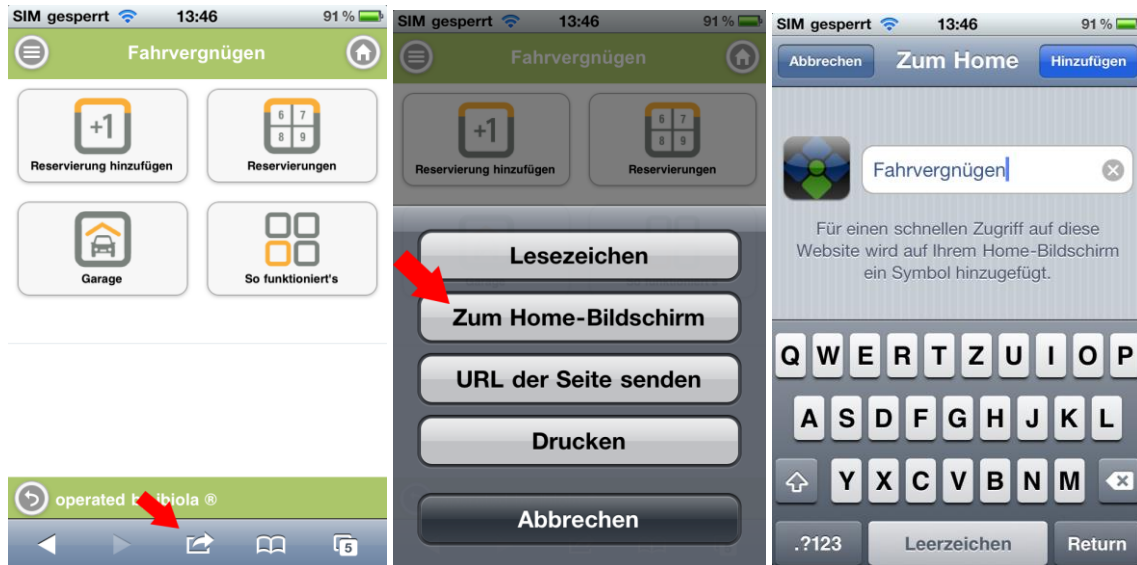 SIM gesperrt 13:46 91 %
Fahrvergnügen
+1
6 7
8 9
Reservierung hinzufügen Reservierungen
Garage So funktioniert's
operated by ibiola ®
5
SIM gesperrt 13:46 91 %
Fahrvergnügen
+1
6 7
8 9
Reservierung hinzufügen Reservierungen
Lesezeichen
Zum Home-Bildschirm
URL der Seite senden
Drucken
Abbrechen
SIM gesperrt 13:46 91 %
Abbrechen Zum Home Hinzufügen
Fahrvergnügen
Für einen schnellen Zugriff auf diese
Website wird auf Ihrem Home-Bildschirm
ein Symbol hinzugefügt.
Q W E R T Z U I O P
A S D F G H J K L
Y X C V B N M
.?123 Leerzeichen Return